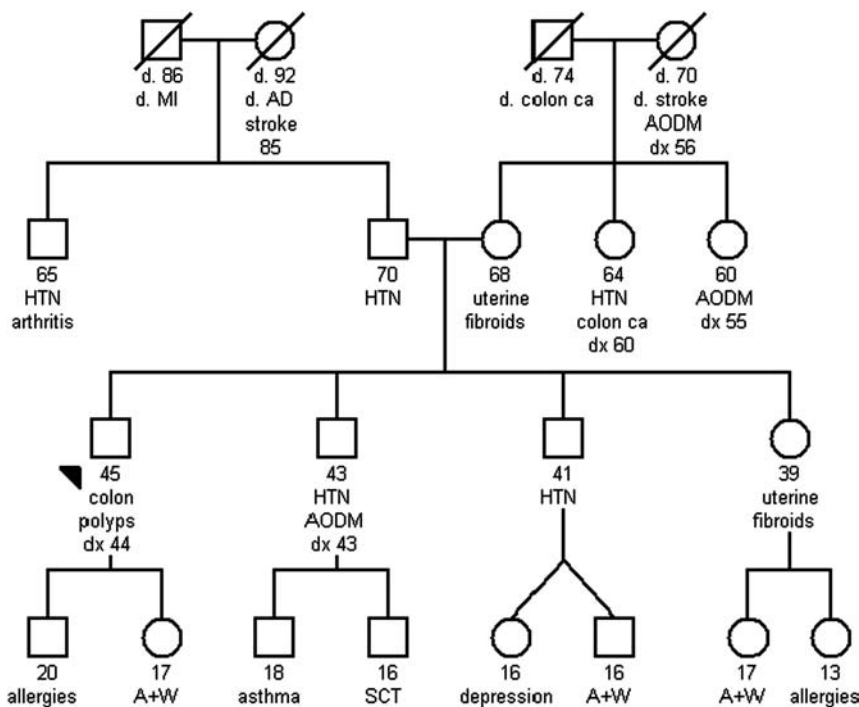 d. 86
d. MI
d. 92
d. AD
stroke
85
d. 74
d. colon ca
d. 70
d. stroke
AODM
dx 56
65
HTN
arthritis
70
HTN
68
uterine
fibroids
64
HTN
colon ca
dx 60
60
AODM
dx 55
45
colon
polyps
dx 44
43
HTN
AODM
dx 43
41
HTN
39
uterine
fibroids
20
allergies
17
A+W
18
asthma
16
SCT
16
depression
16
A+W
17
A+W
13
allergies